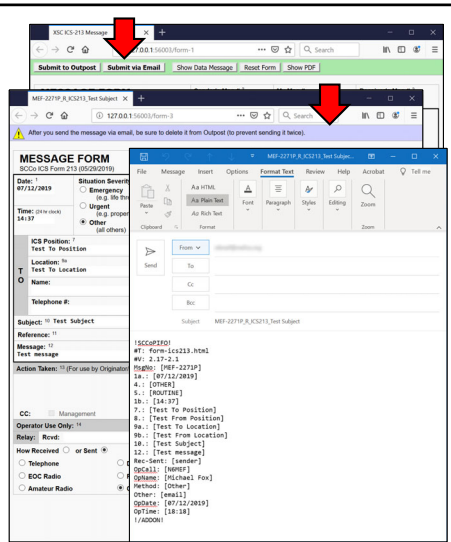 XSC ICS-213 Message
127.0.0.1:56003/form-1
Search
Submit to Outpost
Submit via Email
Show Data Message
Reset Form
Show PDF
MEF-2271P_R_ICS213_Test Subject
127.0.0.1:56003/form-3
Search
After you send the message via email, be sure to delete it from Outpost (to prevent sending it twice).
MESSAGE FORM
SCCo ICS Form 213 (05/29/2019)
Date: 1
07/12/2019
Situation Severity
Emergency
(e.g. life thr
Urgent
(e.g. proper
Other
(all others)
Time: (24 hr clock)
14:37
ICS Position: 7
Test To Position
Location: 9a
Test To Location
TO
Name:
Telephone #:
Subject: 10 Test Subject
Reference: 11
Message: 12
Test message
Action Taken: 13 (For use by Originator/
CC:
Management
Operator Use Only: 14
Relay: Rcvd:
How Received or Sent
Telephone
EOC Radio
Amateur Radio
MEF-2271P_R_ICS213_Test Subjec...
File Message Insert Options Format Text Review Help Acrobat Tell me
Paste
Aa HTML
Aa Plain Text
Aa Rich Text
Font
Paragraph
Styles
Editing
Zoom
Clipboard
Format
Zoom
Send
From
To
Cc
Bcc
Subject MEF-2271P_R_ICS213_Test Subject
!SCCoPIFO!
#T: form-ics213.html
#V: 2.17-2.1
MsgNo: [MEF-2271P]
1a.: [07/12/2019]
4.: [OTHER]
5.: [ROUTINE]
1b.: [14:37]
7.: [Test To Position]
8.: [Test From Position]
9a.: [Test To Location]
9b.: [Test From Location]
10.: [Test Subject]
12.: [Test message]
Rec-Sent: [sender]
OpCall: [N6MEF]
OpName: [Michael Fox]
Method: [Other]
Other: [email]
OpDate: [07/12/2019]
OpTime: [18:18]
!/ADDON!